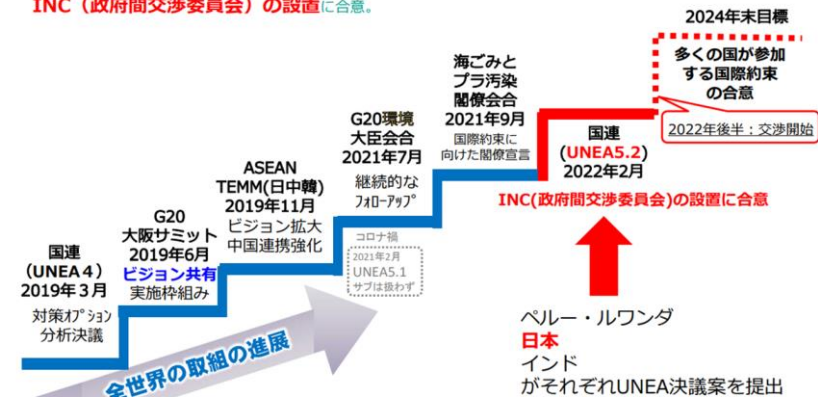 INC（政府間交渉委員会）の設置に合意。
2024年末目標
多くの国が参加
する国際約束
の合意
2022年後半：交渉開始
海ごみと
プラ汚染
閣僚会合
2021年9月
国際約束に
向けた閣僚宣言
国連
（UNEA5.2）
2022年2月
INC(政府間交渉委員会)の設置に合意
G20環境
大臣会合
2021年7月
継続的な
ﾌｫﾛｰｱｯﾌﾟ
コロナ禍
2021年2月
UNEA5.1
サブは扱わず
ASEAN
TEMM(日中韓)
2019年11月
ビジョン拡大
中国連携強化
G20
大阪サミット
2019年6月
ビジョン共有
実施枠組み
国連
（UNEA４）
2019年３月
対策ｵﾌﾟｼｮﾝ
分析決議
全世界の取組の進展
ペルー・ルワンダ
日本
インド
がそれぞれUNEA決議案を提出